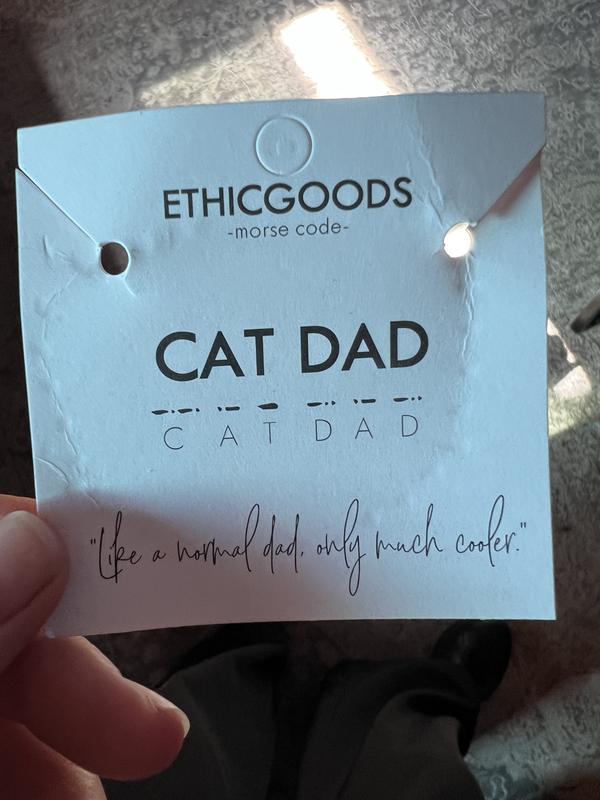 ETHICGOODS
-morse code-
CAT DAD
-.-. .- - -.. .- -..
C A T D A D
"Like a normal dad, only much cooler."